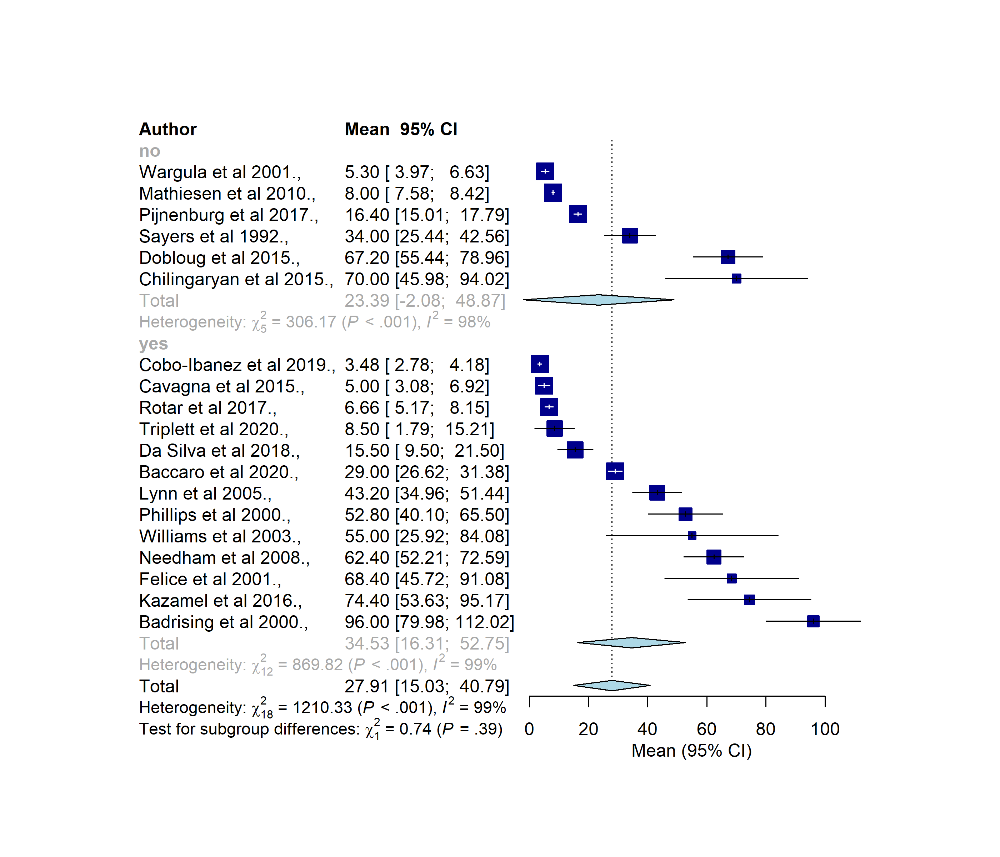 Author Mean 95% CI
no
Wargula et al 2001., 5.30 [ 3.97; 6.63]
Mathiesen et al 2010., 8.00 [ 7.58; 8.42]
Pijnenburg et al 2017., 16.40 [15.01; 17.79]
Sayers et al 1992., 34.00 [25.44; 42.56]
Dobloug et al 2015., 67.20 [55.44; 78.96]
Chilingaryan et al 2015., 70.00 [45.98; 94.02]
Total 23.39 [-2.08; 48.87]
Heterogeneity: χ²₅ = 306.17 (P < .001), I² = 98%
yes
Cobo-Ibanez et al 2019., 3.48 [ 2.78; 4.18]
Cavagna et al 2015., 5.00 [ 3.08; 6.92]
Rotar et al 2017., 6.66 [ 5.17; 8.15]
Triplett et al 2020., 8.50 [ 1.79; 15.21]
Da Silva et al 2018., 15.50 [ 9.50; 21.50]
Baccaro et al 2020., 29.00 [26.62; 31.38]
Lynn et al 2005., 43.20 [34.96; 51.44]
Phillips et al 2000., 52.80 [40.10; 65.50]
Williams et al 2003., 55.00 [25.92; 84.08]
Needham et al 2008., 62.40 [52.21; 72.59]
Felice et al 2001., 68.40 [45.72; 91.08]
Kazamel et al 2016., 74.40 [53.63; 95.17]
Badrising et al 2000., 96.00 [79.98; 112.02]
Total 34.53 [16.31; 52.75]
Heterogeneity: χ²₁₂ = 869.82 (P < .001), I² = 99%
Total 27.91 [15.03; 40.79]
Heterogeneity: χ²₁₈ = 1210.33 (P < .001), I² = 99%
Test for subgroup differences: χ²₁ = 0.74 (P = .39)
0 20 40 60 80 100
Mean (95% CI)